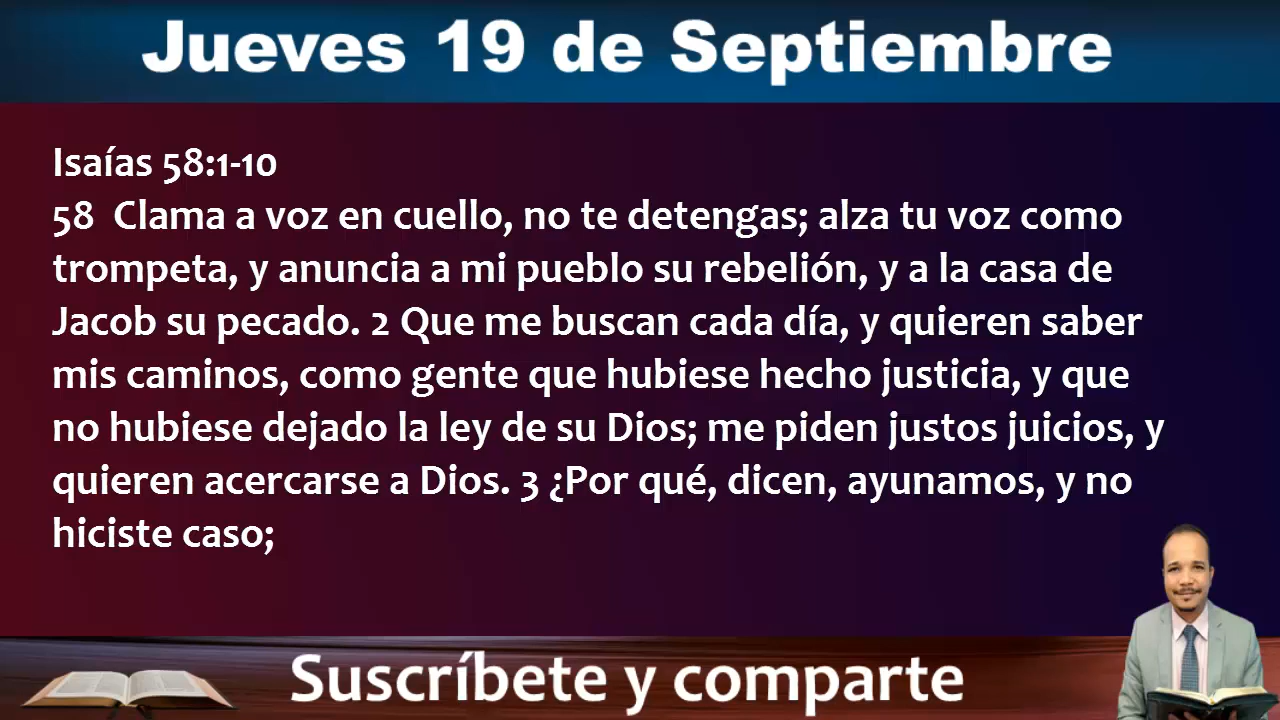 Jueves 19 de Septiembre
Isaías 58:1-10
58 Clama a voz en cuello, no te detengas; alza tu voz como
trompeta, y anuncia a mi pueblo su rebelión, y a la casa de
Jacob su pecado. 2 Que me buscan cada día, y quieren saber
mis caminos, como gente que hubiese hecho justicia, y que
no hubiese dejado la ley de su Dios; me piden justos juicios, y
quieren acercarse a Dios. 3 ¿Por qué, dicen, ayunamos, y no
hiciste caso;
Suscríbete y comparte